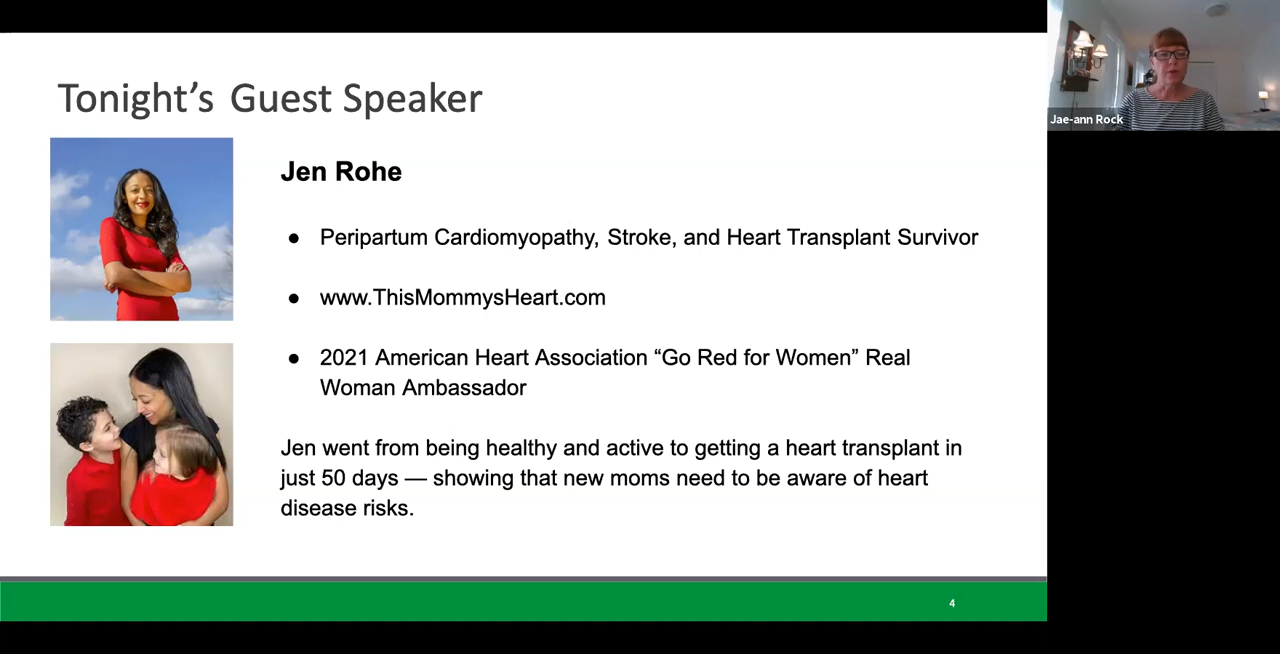 Tonight’s Guest Speaker
Jae-ann Rock
Jen Rohe
● Peripartum Cardiomyopathy, Stroke, and Heart Transplant Survivor
● www.ThisMommysHeart.com
● 2021 American Heart Association “Go Red for Women” Real
Woman Ambassador
Jen went from being healthy and active to getting a heart transplant in
just 50 days — showing that new moms need to be aware of heart
disease risks.
4